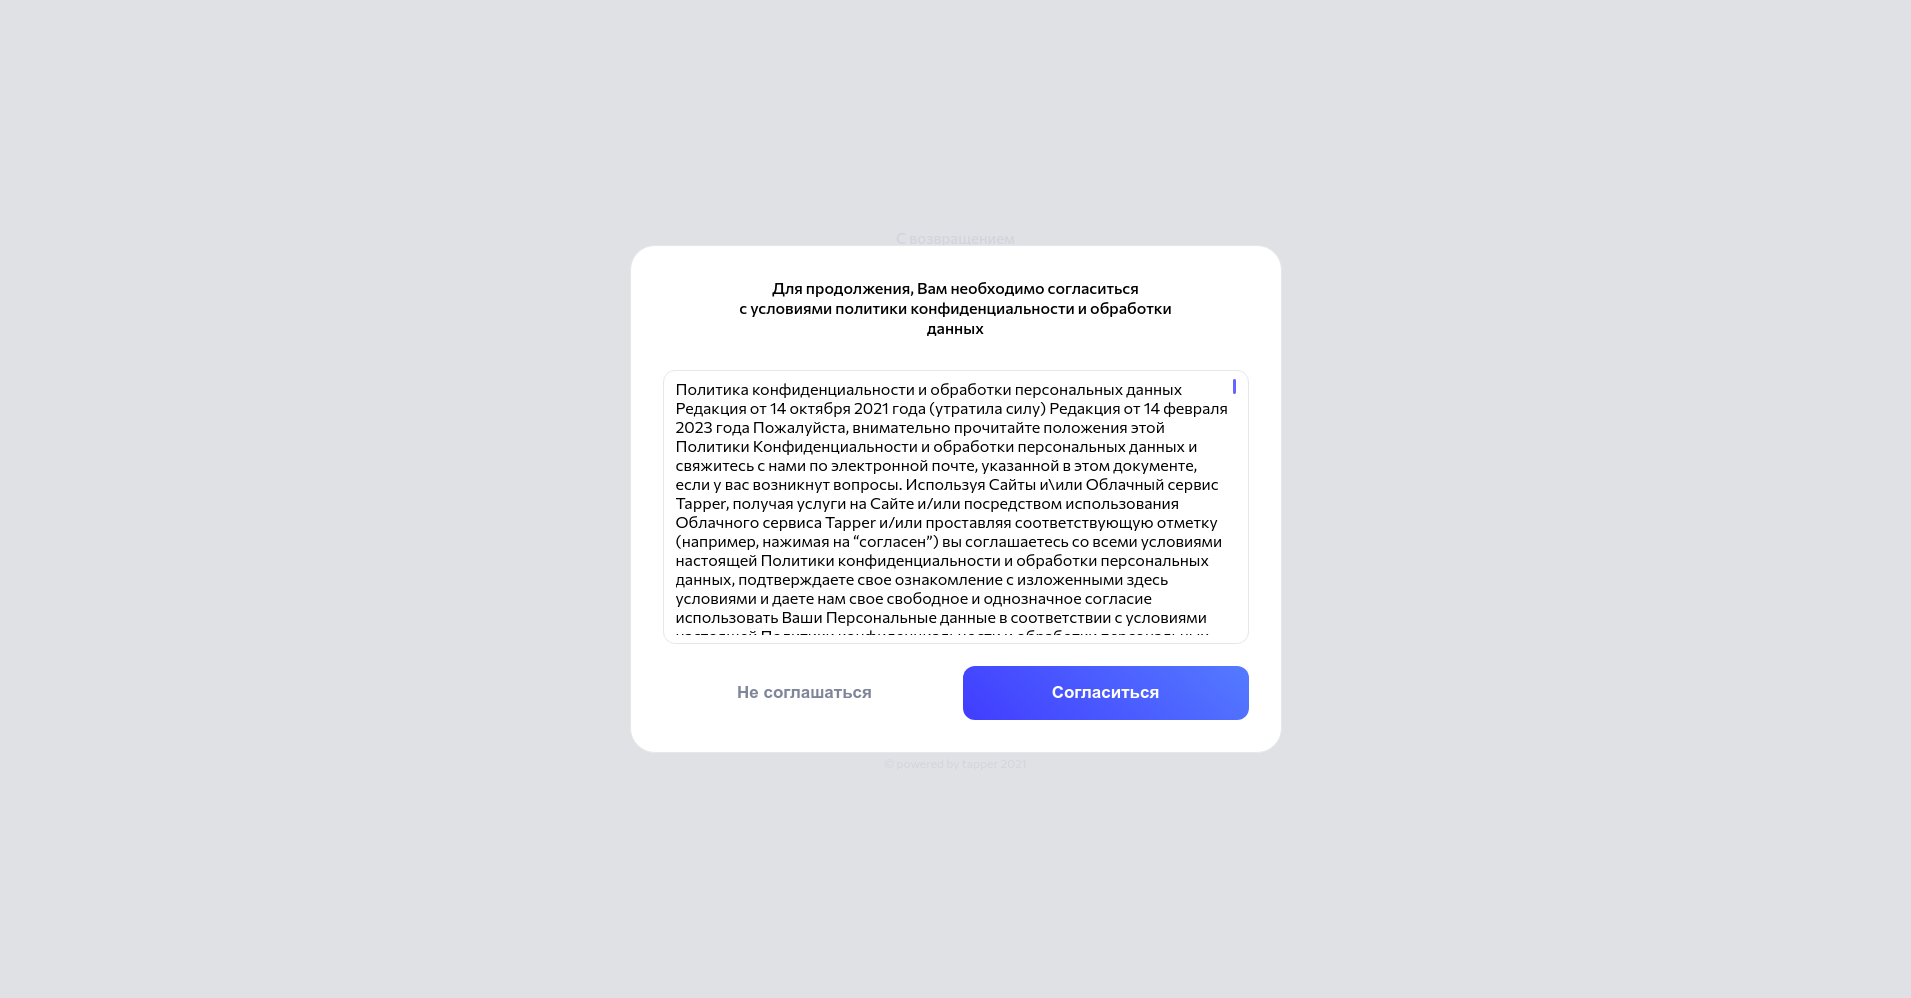 С возвращением
Для продолжения, Вам необходимо согласиться
с условиями политики конфиденциальности и обработки
данных
Политика конфиденциальности и обработки персональных данных
Редакция от 14 октября 2021 года (утратила силу) Редакция от 14 февраля
2023 года Пожалуйста, внимательно прочитайте положения этой
Политики Конфиденциальности и обработки персональных данных и
свяжитесь с нами по электронной почте, указанной в этом документе,
если у вас возникнут вопросы. Используя Сайты и\или Облачный сервис
Tapper, получая услуги на Сайте и/или посредством использования
Облачного сервиса Tapper и/или проставляя соответствующую отметку
(например, нажимая на “согласен”) вы соглашаетесь со всеми условиями
настоящей Политики конфиденциальности и обработки персональных
данных, подтверждаете свое ознакомление с изложенными здесь
условиями и даете нам свое свободное и однозначное согласие
использовать Ваши Персональные данные в соответствии с условиями
настоящей Политики конфиденциальности и обработки персональных
Не соглашаться
Согласиться
© powered by tapper 2021